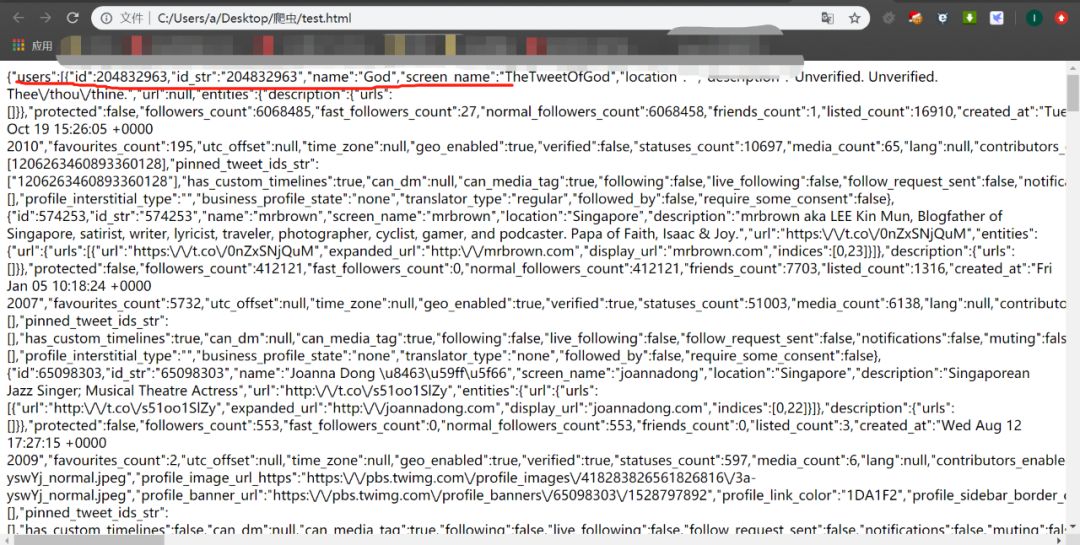 文件 | C:/Users/a/Desktop/爬虫/test.html
应用
{"users":[{"id":204832963,"id_str":"204832963","name":"God","screen_name":"TheTweetOfGod","location": Unverified. Unverified.
Thee\/thou\/thine.","url":null,"entities":{"description":{"urls":
[]}},"protected":false,"followers_count":6068485,"fast_followers_count":27,"normal_followers_count":6068458,"friends_count":1,"listed_count":16910,"created_at":"Tue
Oct 19 15:26:05 +0000
2010","favourites_count":195,"utc_offset":null,"time_zone":null,"geo_enabled":true,"verified":false,"statuses_count":10697,"media_count":65,"lang":null,"contributors_
[1206263460893360128],"pinned_tweet_ids_str":
["1206263460893360128"],"has_custom_timelines":true,"can_dm":null,"can_media_tag":true,"following":false,"live_following":false,"follow_request_sent":false,"notifica
[],"profile_interstitial_type":"","business_profile_state":"none","translator_type":"regular","followed_by":false,"require_some_consent":false},
{"id":574253,"id_str":"574253","name":"mrbrown","screen_name":"mrbrown","location":"Singapore","description":"mrbrown aka LEE Kin Mun, Blogfather of
Singapore, satirist, writer, lyricist, traveler, photographer, cyclist, gamer, and podcaster. Papa of Faith, Isaac & Joy.","url":"https:\/\/t.co\/0nZxSNjQuM","entities":
{"url":{"urls":[{"url":"https:\/\/t.co\/0nZxSNjQuM","expanded_url":"http:\/\/mrbrown.com","display_url":"mrbrown.com","indices":[0,23]}]},"description":{"urls":
[]}},"protected":false,"followers_count":412121,"fast_followers_count":0,"normal_followers_count":412121,"friends_count":7703,"listed_count":1316,"created_at":"Fri
Jan 05 10:18:24 +0000
2007","favourites_count":5732,"utc_offset":null,"time_zone":null,"geo_enabled":true,"verified":true,"statuses_count":51003,"media_count":6138,"lang":null,"contributo
[],"pinned_tweet_ids_str":
[],"has_custom_timelines":true,"can_dm":null,"can_media_tag":true,"following":false,"live_following":false,"follow_request_sent":false,"notifications":false,"muting":fals
[],"profile_interstitial_type":"","business_profile_state":"none","translator_type":"none","followed_by":false,"require_some_consent":false},
{"id":65098303,"id_str":"65098303","name":"Joanna Dong \u8463\u59ff\u5f66","screen_name":"joannadong","location":"Singapore","description":"Singaporean
Jazz Singer; Musical Theatre Actress","url":"http:\/\/t.co\/s51oo1SlZy","entities":{"url":{"urls":
[{"url":"http:\/\/t.co\/s51oo1SlZy","expanded_url":"http:\/\/joannadong.com","display_url":"joannadong.com","indices":[0,22]}]},"description":{"urls":
[]}},"protected":false,"followers_count":553,"fast_followers_count":0,"normal_followers_count":553,"friends_count":0,"listed_count":3,"created_at":"Wed Aug 12
17:27:15 +0000
2009","favourites_count":2,"utc_offset":null,"time_zone":null,"geo_enabled":true,"verified":true,"statuses_count":597,"media_count":6,"lang":null,"contributors_enable
yswYj_normal.jpeg","profile_image_url_https":"https:\/\/pbs.twimg.com\/profile_images\/418283826561826816\/3a-
yswYj_normal.jpeg","profile_banner_url":"https:\/\/pbs.twimg.com\/profile_banners\/65098303\/1528797892","profile_link_color":"1DA1F2","profile_sidebar_border_c
[],"pinned_tweet_ids_str":
[],"has_custom_timelines":false,"can_dm":null,"can_media_tag":true,"following":false,"live_following":false,"follow_request_sent":false,"notifications":false,"muting":fal